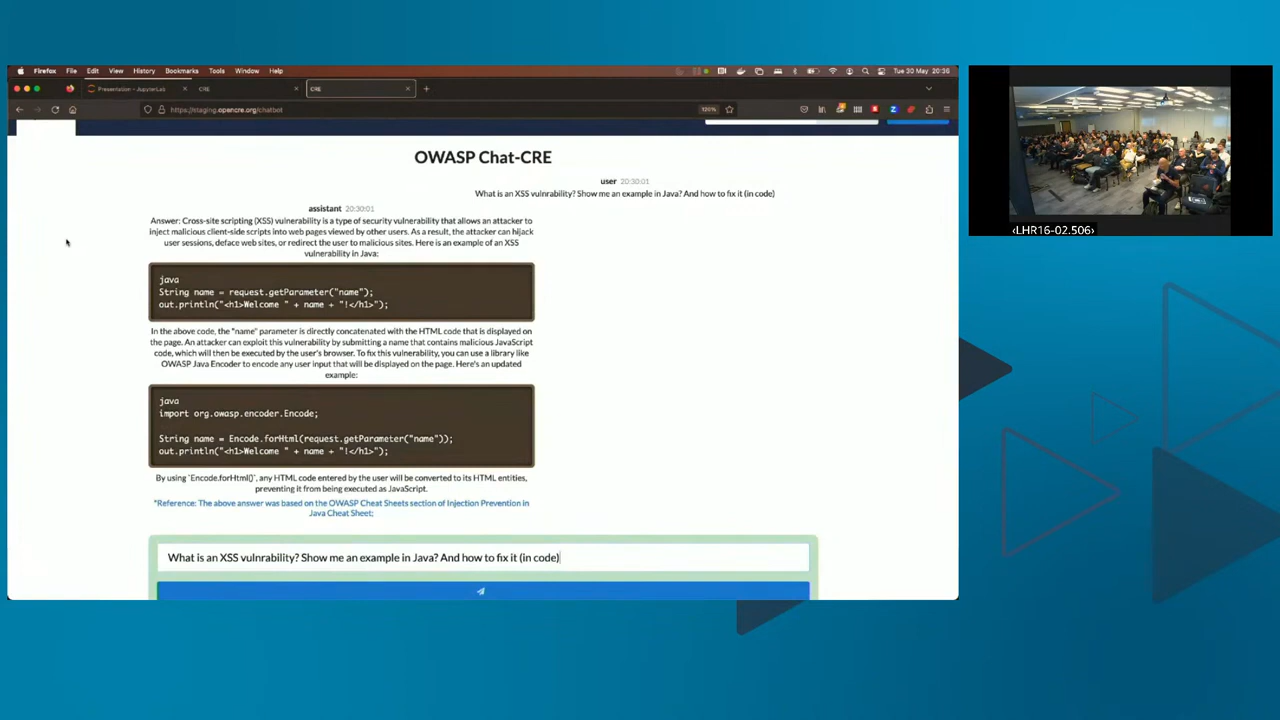 Firefox File Edit View History Bookmarks Tools Window Help
Tue 30 May 20:36
Presentation - JupyterLab
CRE
CRE
https://staging.opencre.org/chatbot
120%
OWASP Chat-CRE
user 20:30:01
What is an XSS vulnrability? Show me an example in Java? And how to fix it (in code)
assistant 20:30:01
Answer: Cross-site scripting (XSS) vulnerability is a type of security vulnerability that allows an attacker to
inject malicious client-side scripts into web pages viewed by other users. As a result, the attacker can hijack
user sessions, deface web sites, or redirect the user to malicious sites. Here is an example of an XSS
vulnerability in Java:
java
String name = request.getParameter("name");
out.println("<h1>Welcome " + name + "!</h1>");
In the above code, the "name" parameter is directly concatenated with the HTML code that is displayed on
the page. An attacker can exploit this vulnerability by submitting a name that contains malicious JavaScript
code, which will then be executed by the user's browser. To fix this vulnerability, you can use a library like
OWASP Java Encoder to encode any user input that will be displayed on the page. Here's an updated
example:
java
import org.owasp.encoder.Encode;
String name = Encode.forHtml(request.getParameter("name"));
out.println("<h1>Welcome " + name + "!</h1>");
By using `Encode.forHtml()`, any HTML code entered by the user will be converted to its HTML entities,
preventing it from being executed as JavaScript.
*Reference: The above answer was based on the OWASP Cheat Sheets section of Injection Prevention in
Java Cheat Sheet;
What is an XSS vulnrability? Show me an example in Java? And how to fix it (in code)
‹LHR16-02.506›